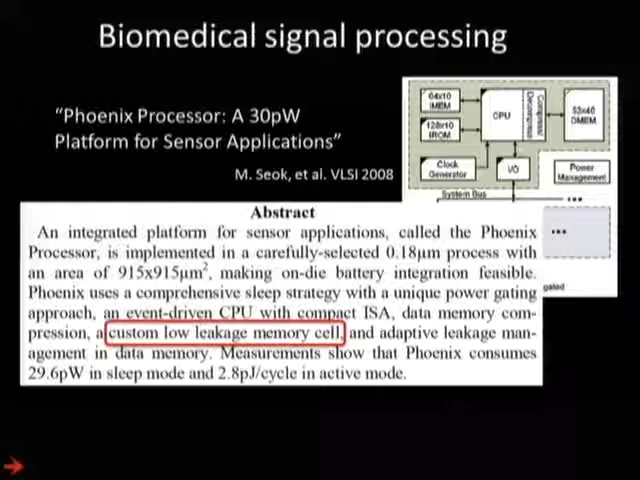 Biomedical signal processing
“Phoenix Processor: A 30pW
Platform for Sensor Applications”
M. Seok, et al. VLSI 2008
64x10
IMEM
128x10
IROM
CPU
Compress/
Decompress
52x40
DMEM
Clock
Generator
I/O
Power
Management
System Bus
gated
Abstract
An integrated platform for sensor applications, called the Phoenix
Processor, is implemented in a carefully-selected 0.18μm process with
an area of 915x915μm², making on-die battery integration feasible.
Phoenix uses a comprehensive sleep strategy with a unique power gating
approach, an event-driven CPU with compact ISA, data memory com-
pression, a custom low leakage memory cell, and adaptive leakage man-
agement in data memory. Measurements show that Phoenix consumes
29.6pW in sleep mode and 2.8pJ/cycle in active mode.